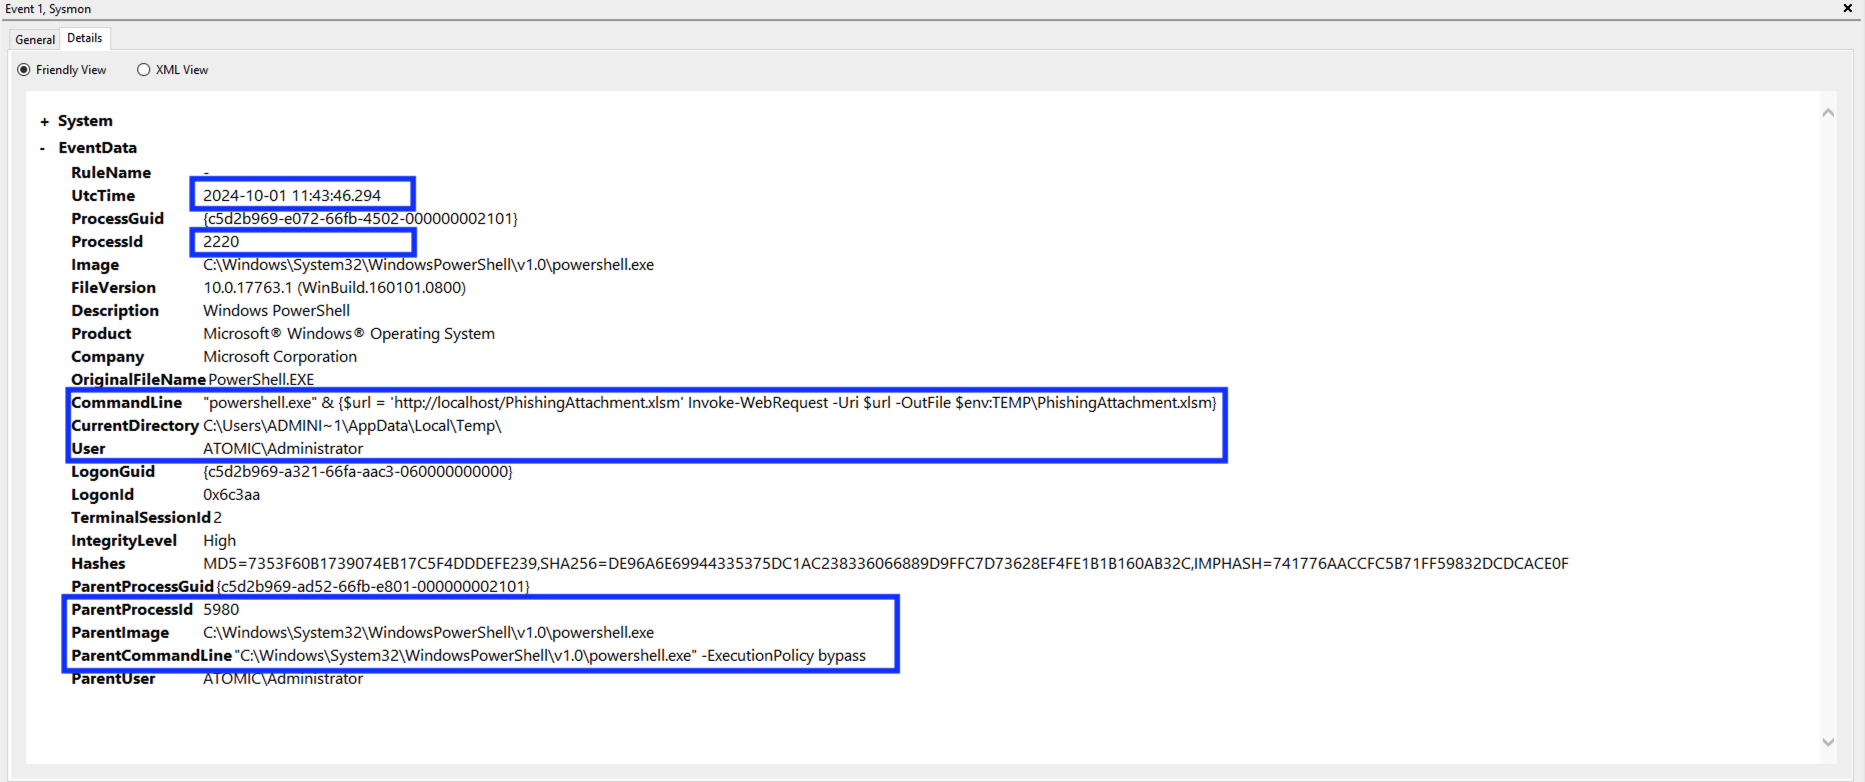 Event 1, Sysmon
General Details
Friendly View XML View
+ System
- EventData
RuleName -
UtcTime 2024-10-01 11:43:46.294
ProcessGuid {c5d2b969-e072-66fb-4502-000000002101}
ProcessId 2220
Image C:\Windows\System32\WindowsPowerShell\v1.0\powershell.exe
FileVersion 10.0.17763.1 (WinBuild.160101.0800)
Description Windows PowerShell
Product Microsoft® Windows® Operating System
Company Microsoft Corporation
OriginalFileName PowerShell.EXE
CommandLine "powershell.exe" & {$url = 'http://localhost/PhishingAttachment.xlsm' Invoke-WebRequest -Uri $url -OutFile $env:TEMP\PhishingAttachment.xlsm}
CurrentDirectory C:\Users\ADMINI~1\AppData\Local\Temp\
User ATOMIC\Administrator
LogonGuid {c5d2b969-a321-66fa-aac3-060000000000}
LogonId 0x6c3aa
TerminalSessionId 2
IntegrityLevel High
Hashes MD5=7353F60B1739074EB17C5F4DDDEFE239,SHA256=DE96A6E69944335375DC1AC238336066889D9FFC7D73628EF4FE1B1B160AB32C,IMPHASH=741776AACCFC5B71FF59832DCDCACE0F
ParentProcessGuid {c5d2b969-ad52-66fb-e801-000000002101}
ParentProcessId 5980
ParentImage C:\Windows\System32\WindowsPowerShell\v1.0\powershell.exe
ParentCommandLine "C:\Windows\System32\WindowsPowerShell\v1.0\powershell.exe" -ExecutionPolicy bypass
ParentUser ATOMIC\Administrator